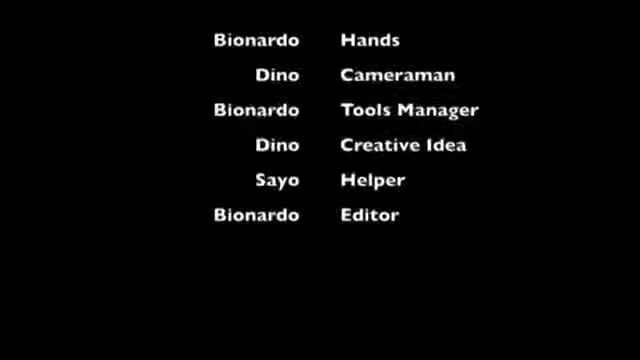 Bionardo Hands
Dino Cameraman
Bionardo Tools Manager
Dino Creative Idea
Sayo Helper
Bionardo Editor